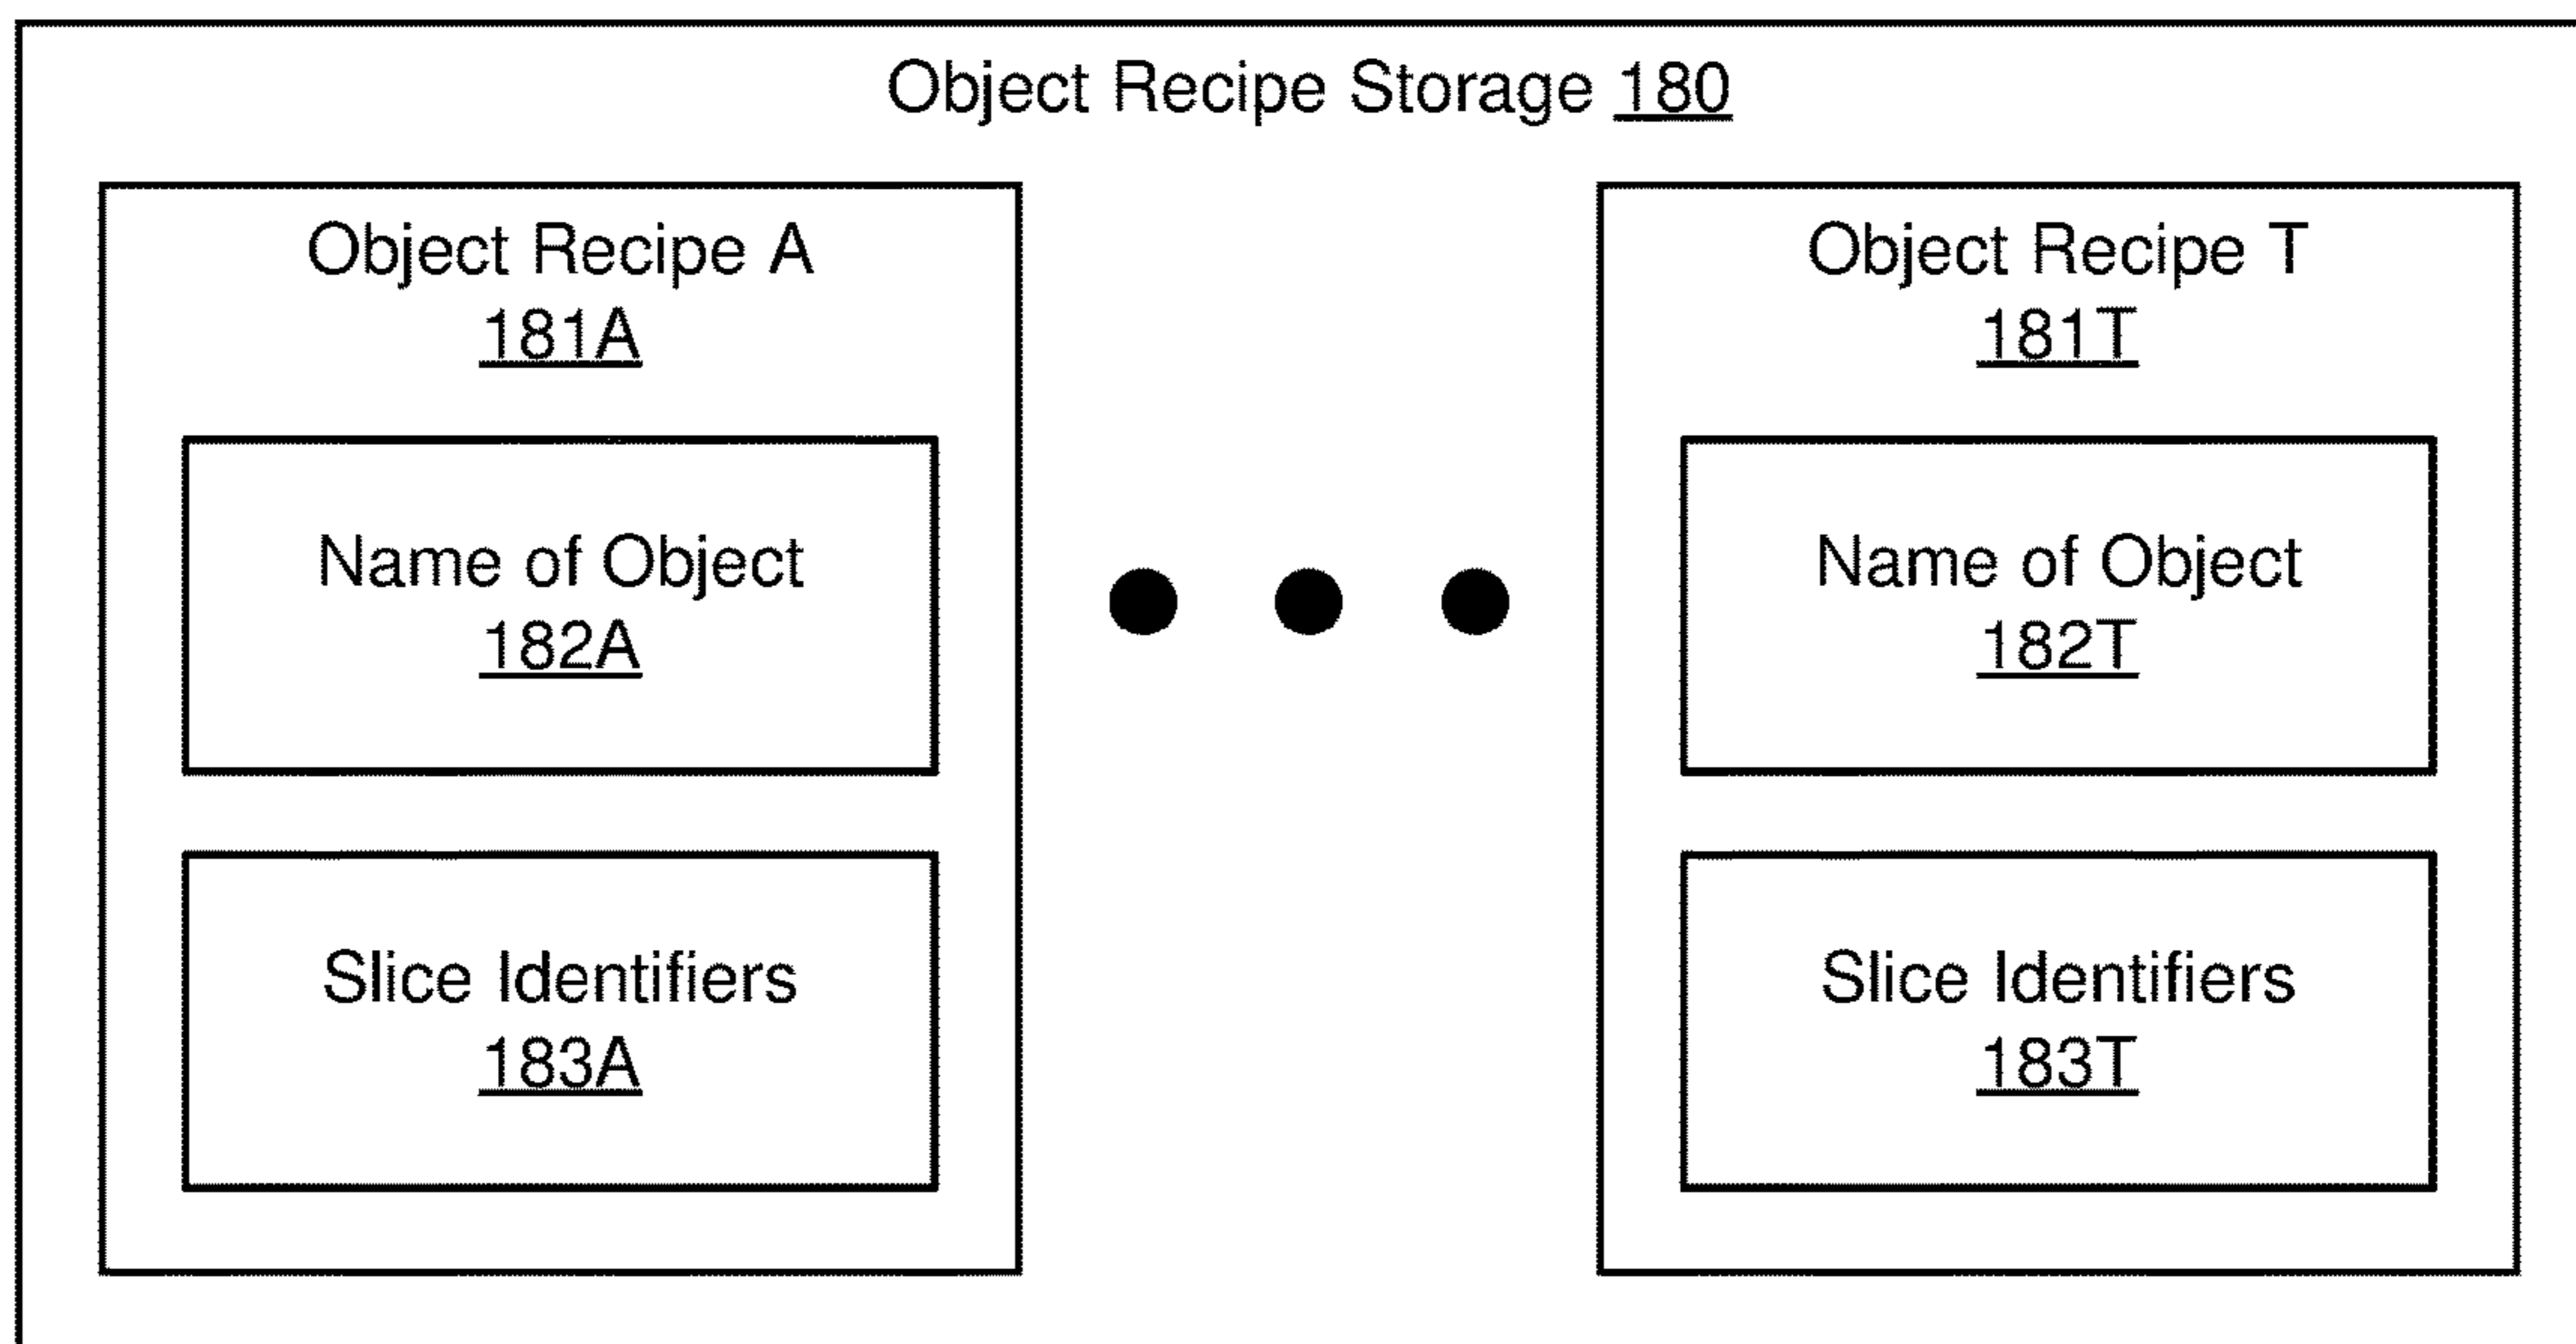 Object Recipe Storage 180
Object Recipe A
181A
Name of Object
182A
Slice Identifiers
183A
Object Recipe T
181T
Name of Object
182T
Slice Identifiers
183T